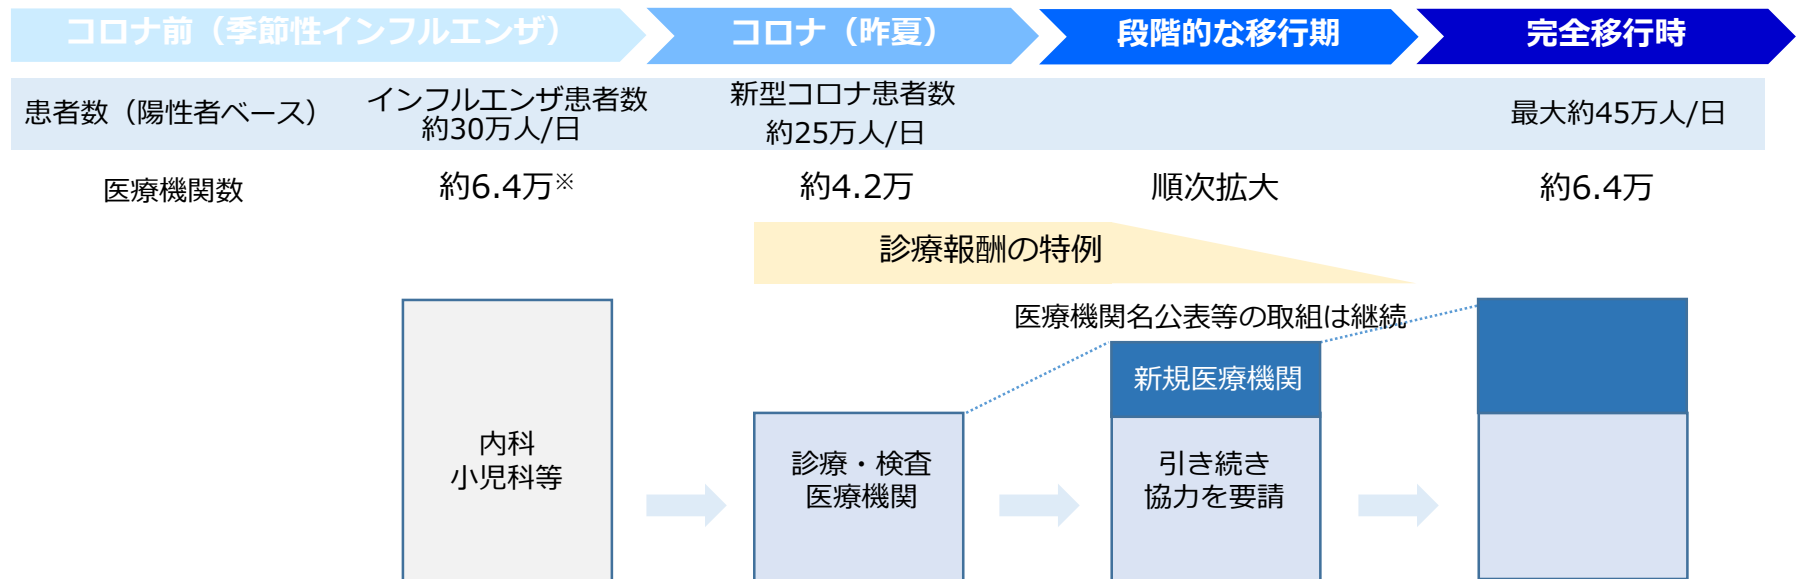 コロナ前（季節性インフルエンザ）
コロナ（昨夏）
段階的な移行期
完全移行時
患者数（陽性者ベース）
インフルエンザ患者数
約30万人/日
新型コロナ患者数
約25万人/日
最大約45万人/日
医療機関数
約6.4万※
約4.2万
順次拡大
約6.4万
診療報酬の特例
医療機関名公表等の取組は継続
新規医療機関
内科
小児科等
診療・検査
医療機関
引き続き
協力を要請